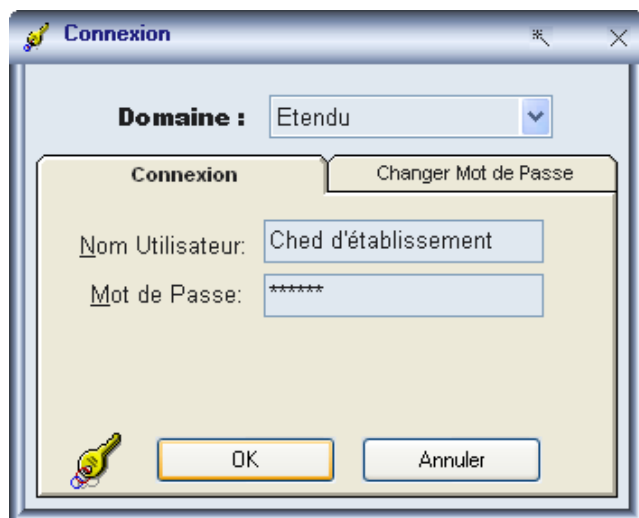 Connexion
Domaine : Etendu
Connexion Changer Mot de Passe
Nom Utilisateur: Ched d'établissement
Mot de Passe: ******
OK Annuler